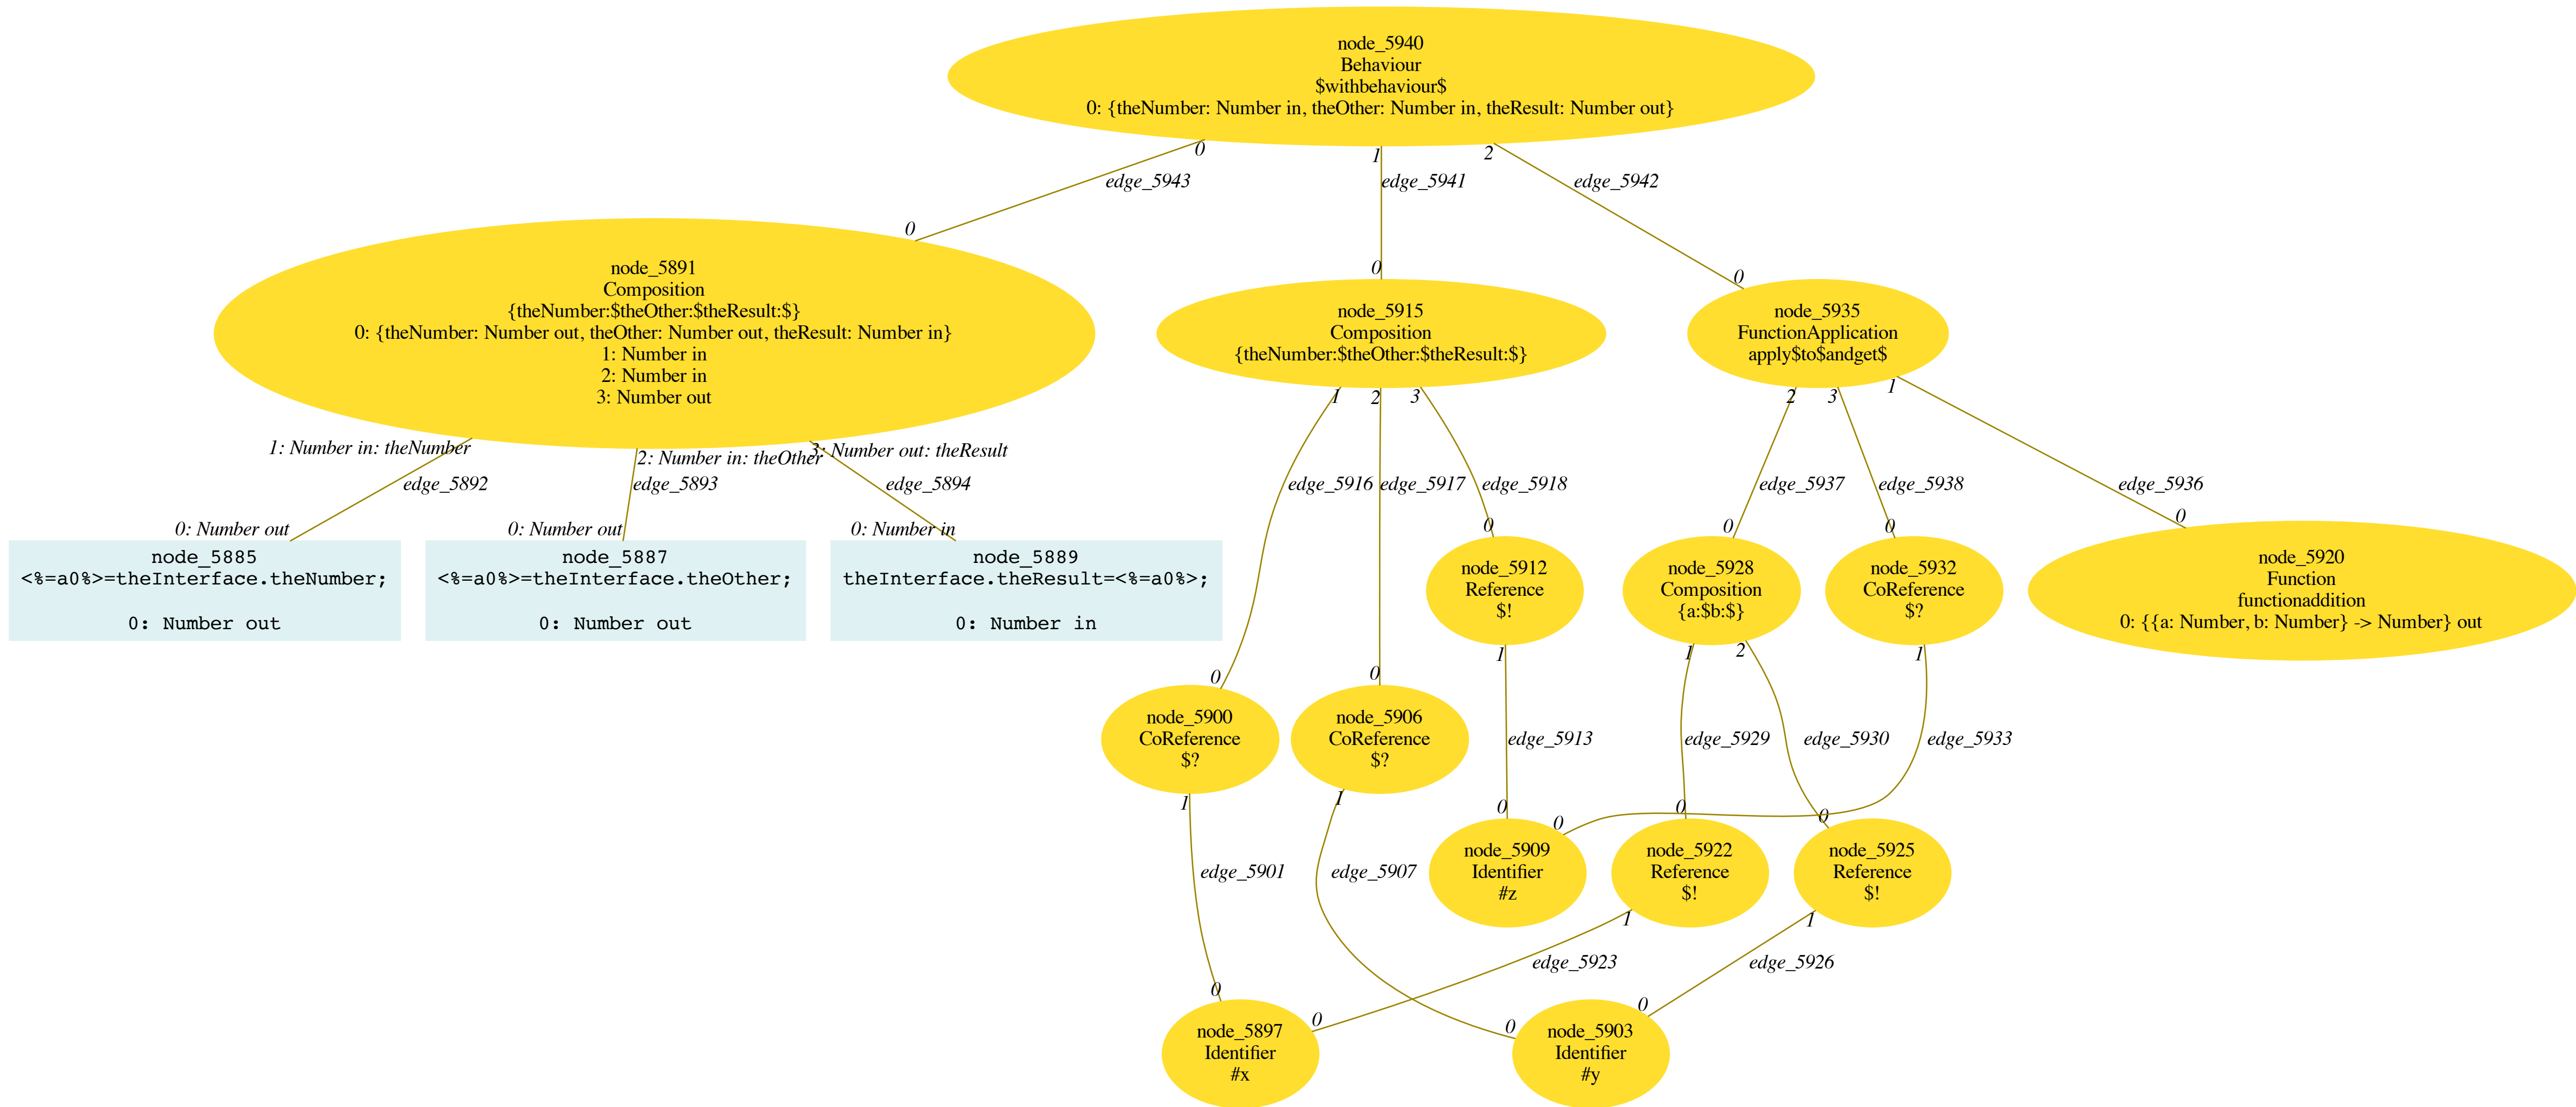 node_5940
Behaviour
$withbehaviour$
0: {theNumber: Number in, theOther: Number in, theResult: Number out}
0
1
2
edge_5943
edge_5941
edge_5942
0
0
0
node_5891
Composition
{theNumber:$theOther:$theResult:$}
0: {theNumber: Number out, theOther: Number out, theResult: Number in}
1: Number in
2: Number in
3: Number out
node_5915
Composition
{theNumber:$theOther:$theResult:$}
node_5935
FunctionApplication
apply$to$andget$
1: Number in: theNumber
2: Number in: theOther
3: Number out: theResult
1
2
3
2
3
1
edge_5892
edge_5893
edge_5894
edge_5916
edge_5917
edge_5918
edge_5937
edge_5938
edge_5936
0: Number out
0: Number out
0: Number in
0
0
0
0
node_5885
<%=a0%>=theInterface.theNumber;
0: Number out
node_5887
<%=a0%>=theInterface.theOther;
0: Number out
node_5889
theInterface.theResult=<%=a0%>;
0: Number in
node_5912
Reference
$!
node_5928
Composition
{a:$b:$}
node_5932
CoReference
$?
node_5920
Function
functionaddition
0: {{a: Number, b: Number} -> Number} out
1
1
2
1
0
0
node_5900
CoReference
$?
node_5906
CoReference
$?
edge_5913
edge_5929
edge_5930
edge_5933
1
1
0
0
0
0
node_5909
Identifier
#z
node_5922
Reference
$!
node_5925
Reference
$!
edge_5901
edge_5907
1
1
edge_5923
edge_5926
0
0
0
0
node_5897
Identifier
#x
node_5903
Identifier
#y